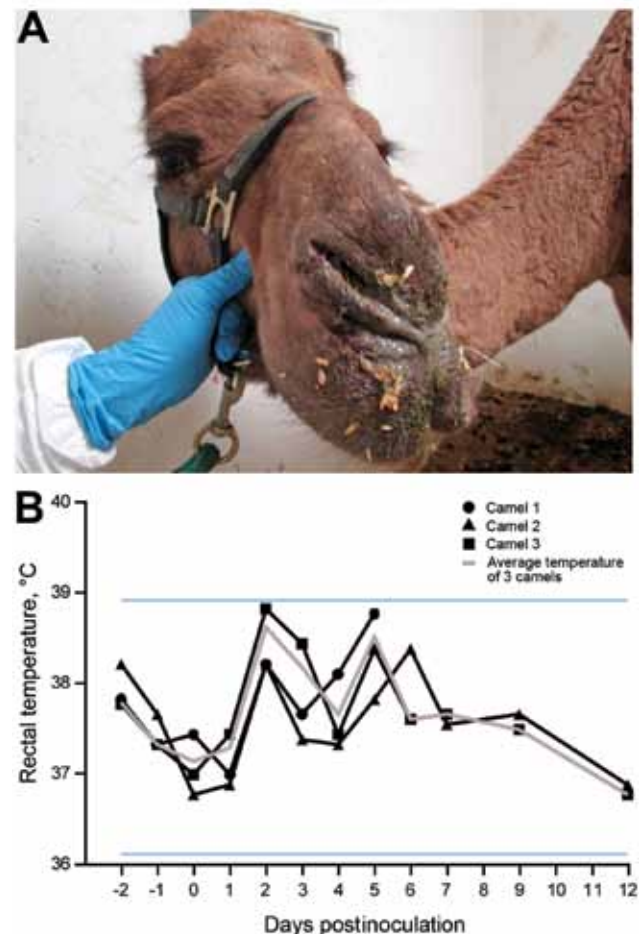 A
B
40
39
38
37
36
Rectal temperature, °C
Camel 1
Camel 2
Camel 3
Average temperature
of 3 camels
-2 -1 0 1 2 3 4 5 6 7 8 9 10 11 12
Days postinoculation